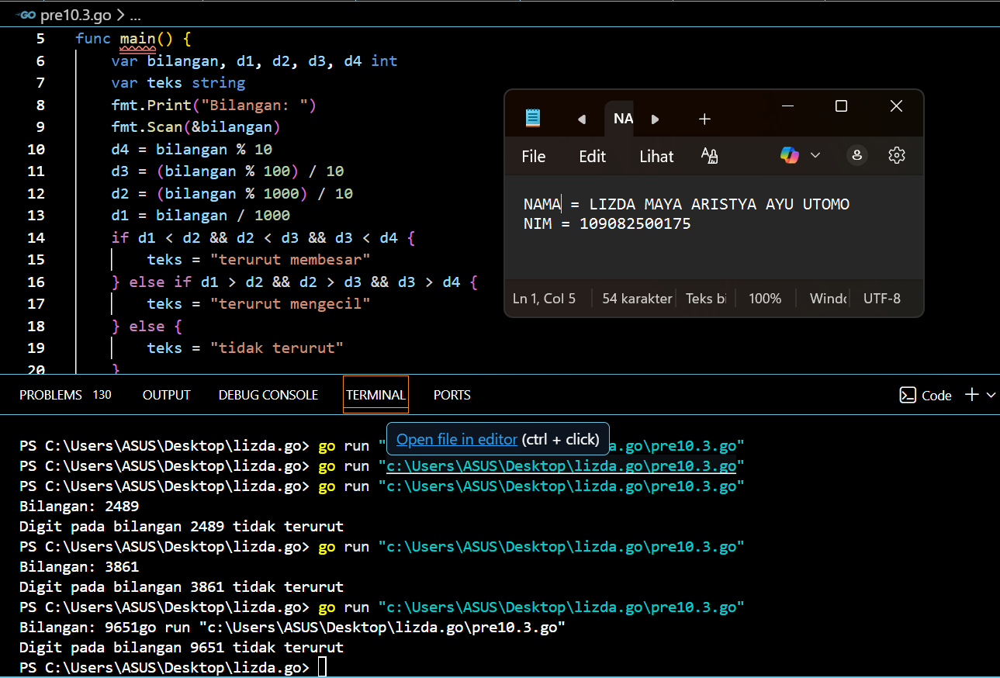 GO pre10.3.go > ...
5 func main() {
6 var bilangan, d1, d2, d3, d4 int
7 var teks string
8 fmt.Print("Bilangan: ")
9 fmt.Scan(&bilangan)
10 d4 = bilangan % 10
11 d3 = (bilangan % 100) / 10
12 d2 = (bilangan % 1000) / 10
13 d1 = bilangan / 1000
14 if d1 < d2 && d2 < d3 && d3 < d4 {
15 teks = "terurut membesar"
16 } else if d1 > d2 && d2 > d3 && d3 > d4 {
17 teks = "terurut mengecil"
18 } else {
19 teks = "tidak terurut"
20 }
NA
File Edit Lihat
NAMA = LIZDA MAYA ARISTYA AYU UTOMO
NIM = 109082500175
Ln 1, Col 5 54 karakter Teks bi 100% Windo UTF-8
PROBLEMS 130 OUTPUT DEBUG CONSOLE TERMINAL PORTS Code
Open file in editor (ctrl + click)
PS C:\Users\ASUS\Desktop\lizda.go> go run " da.go\pre10.3.go"
PS C:\Users\ASUS\Desktop\lizda.go> go run "c:\Users\ASUS\Desktop\lizda.go\pre10.3.go"
PS C:\Users\ASUS\Desktop\lizda.go> go run "c:\Users\ASUS\Desktop\lizda.go\pre10.3.go"
Bilangan: 2489
Digit pada bilangan 2489 tidak terurut
PS C:\Users\ASUS\Desktop\lizda.go> go run "c:\Users\ASUS\Desktop\lizda.go\pre10.3.go"
Bilangan: 3861
Digit pada bilangan 3861 tidak terurut
PS C:\Users\ASUS\Desktop\lizda.go> go run "c:\Users\ASUS\Desktop\lizda.go\pre10.3.go"
Bilangan: 9651go run "c:\Users\ASUS\Desktop\lizda.go\pre10.3.go"
Digit pada bilangan 9651 tidak terurut
PS C:\Users\ASUS\Desktop\lizda.go>